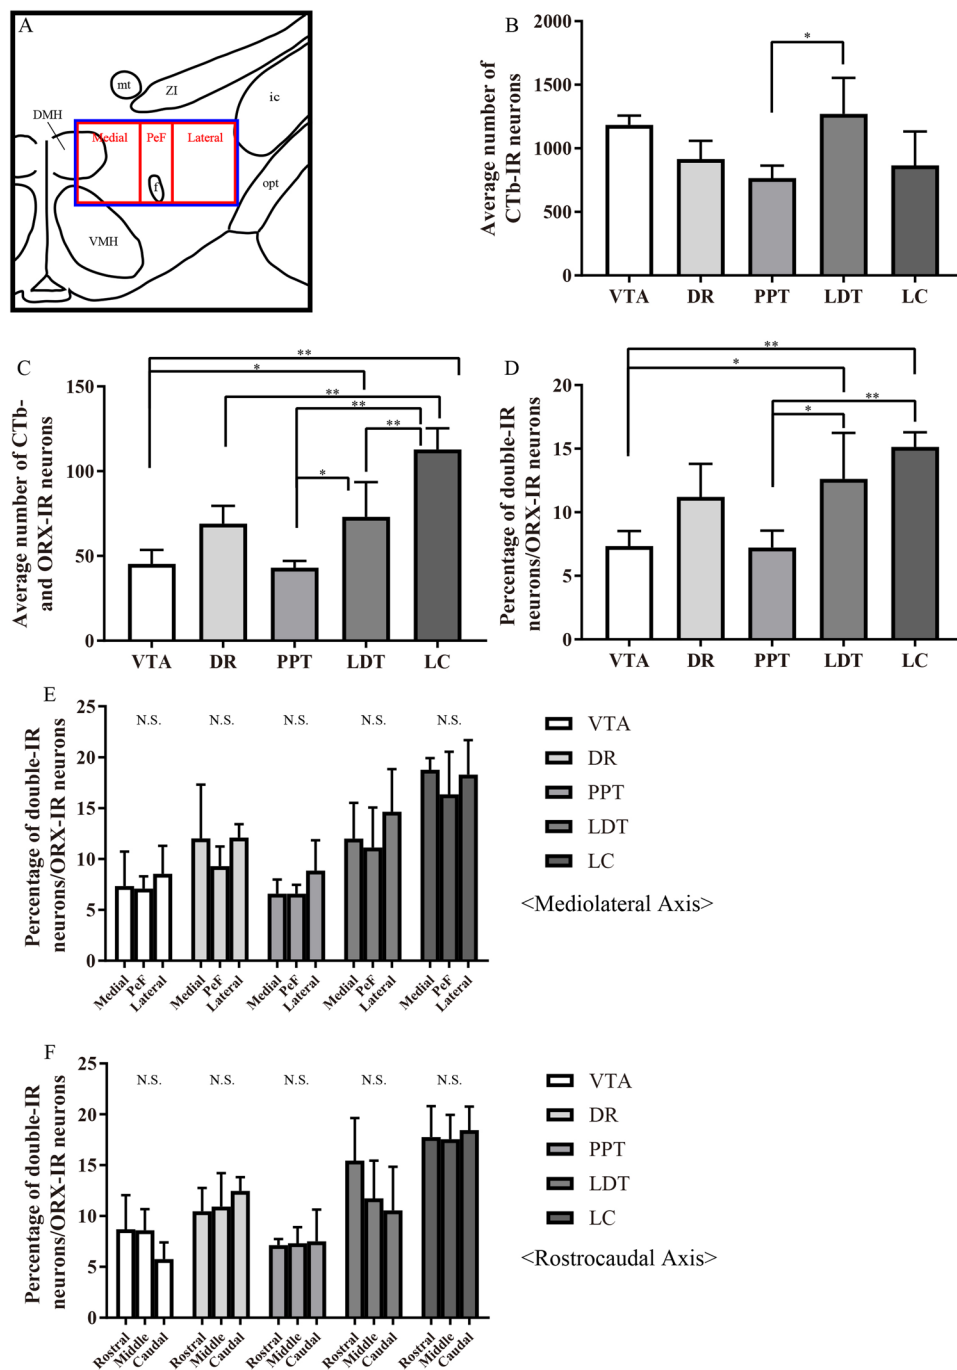 A
mt
ZI
ic
DMH
Medial PeF Lateral
f
opt
VMH
B
Average number of
CTb-IR neurons
2000
1500
1000
500
0
*
VTA DR PPT LDT LC
C
Average number of CTb-
and ORX-IR neurons
150
100
50
0
**
*
**
**
**
*
VTA DR PPT LDT LC
D
Percentage of double-IR
neurons/ORX-IR neurons
20
15
10
5
0
**
*
**
*
VTA DR PPT LDT LC
E
Percentage of double-IR
neurons/ORX-IR neurons
25
20
15
10
5
0
N.S. N.S. N.S. N.S. N.S.
Medial PeF Lateral Medial PeF Lateral Medial PeF Lateral Medial PeF Lateral Medial PeF Lateral
VTA
DR
PPT
LDT
LC
<Mediolateral Axis>
F
Percentage of double-IR
neurons/ORX-IR neurons
25
20
15
10
5
0
N.S. N.S. N.S. N.S. N.S.
Rostral Middle Caudal Rostral Middle Caudal Rostral Middle Caudal Rostral Middle Caudal Rostral Middle Caudal
VTA
DR
PPT
LDT
LC
<Rostrocaudal Axis>